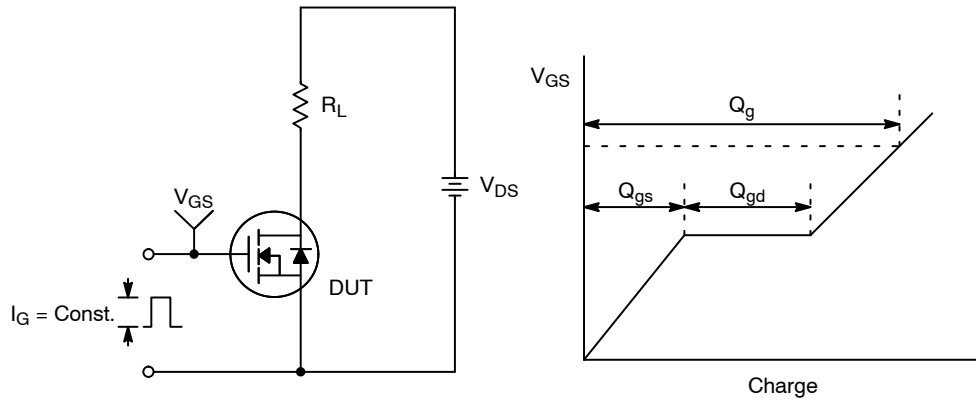 R_L
V_GS
V_DS
DUT
I_G = Const.
V_GS
Q_g
Q_gs
Q_gd
Charge